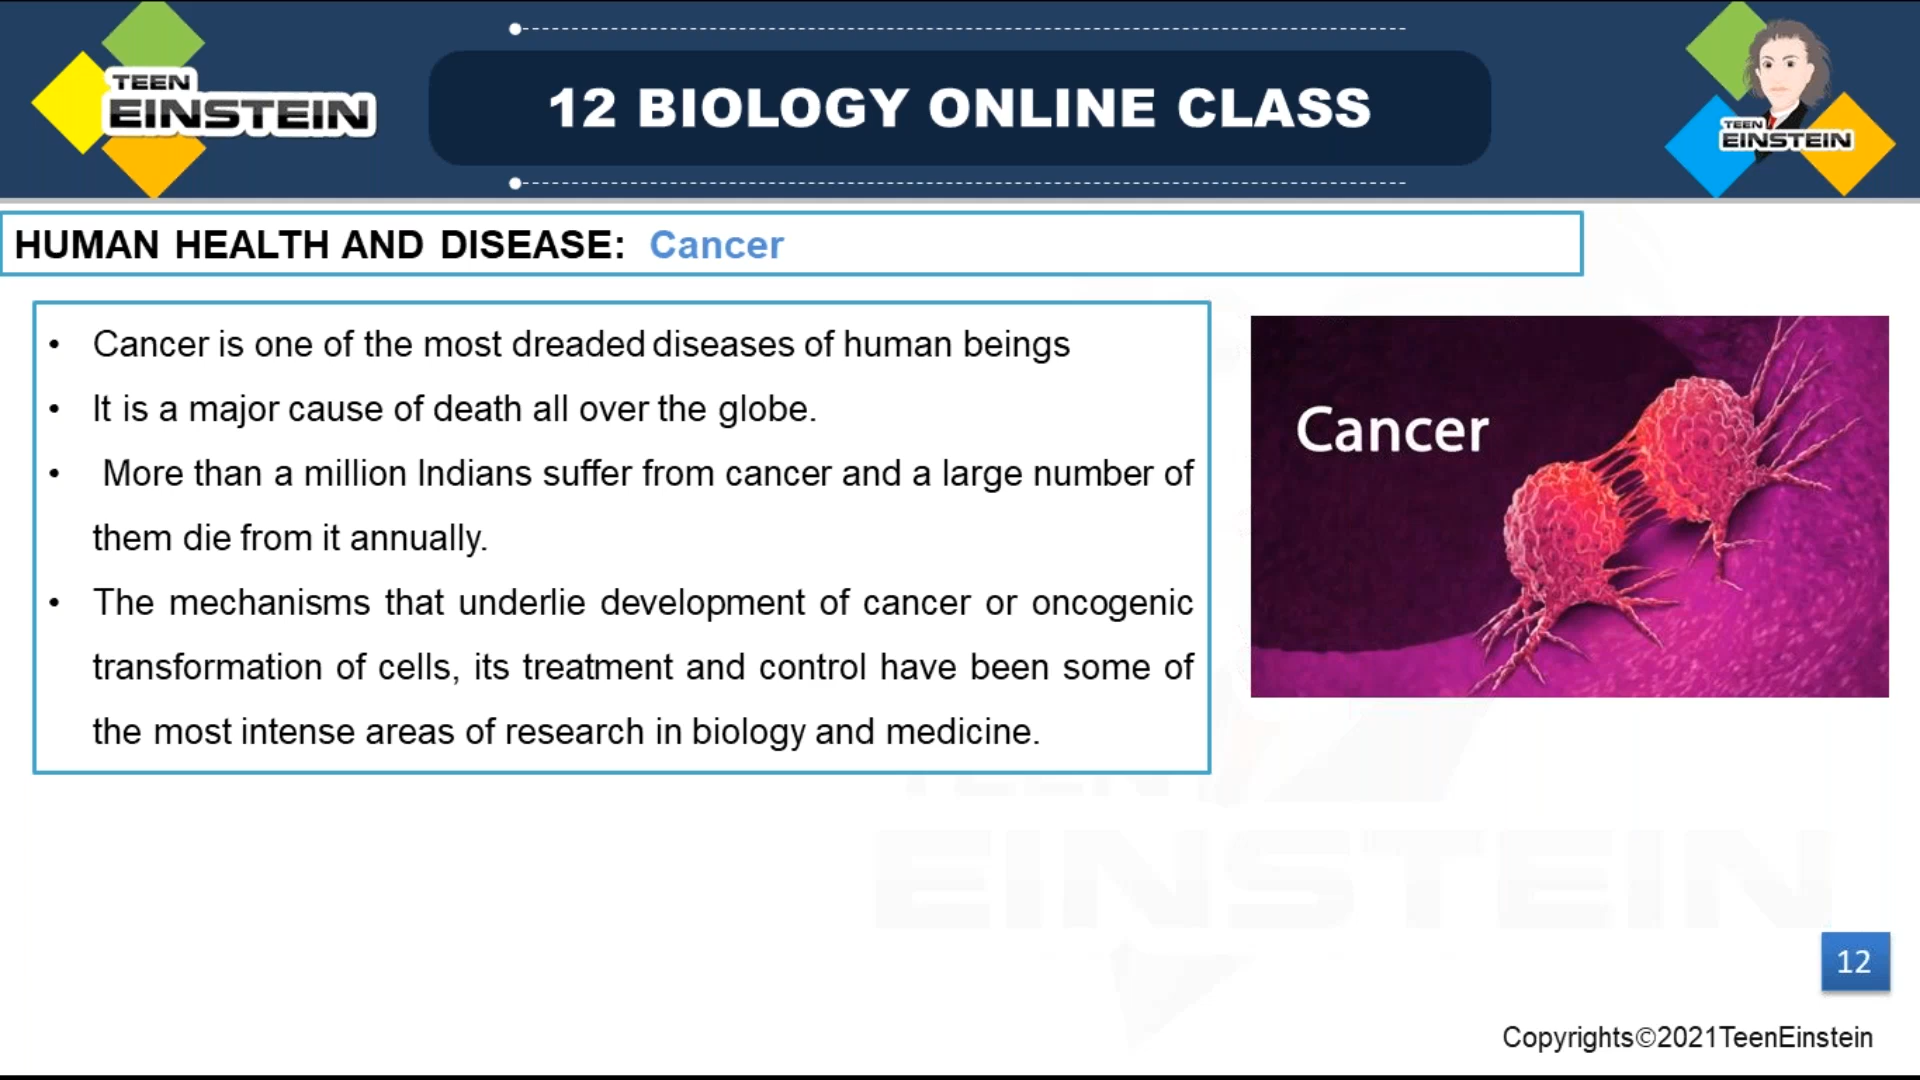 TEEN
EINSTEIN
12 BIOLOGY ONLINE CLASS
TEEN
EINSTEIN
HUMAN HEALTH AND DISEASE: Cancer
• Cancer is one of the most dreaded diseases of human beings
• It is a major cause of death all over the globe.
• More than a million Indians suffer from cancer and a large number of
them die from it annually.
• The mechanisms that underlie development of cancer or oncogenic
transformation of cells, its treatment and control have been some of
the most intense areas of research in biology and medicine.
Cancer
TEEN
EINSTEIN
12
Copyrights©2021TeenEinstein